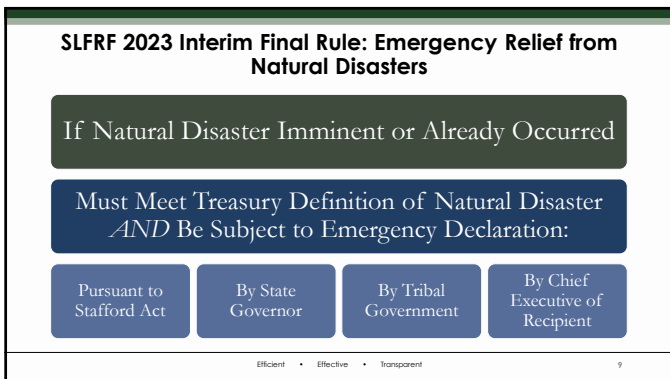 SLFRF 2023 Interim Final Rule: Emergency Relief from
Natural Disasters
If Natural Disaster Imminent or Already Occurred
Must Meet Treasury Definition of Natural Disaster
AND Be Subject to Emergency Declaration:
Pursuant to
Stafford Act
By State
Governor
By Tribal
Government
By Chief
Executive of
Recipient
Efficient • Effective • Transparent
9